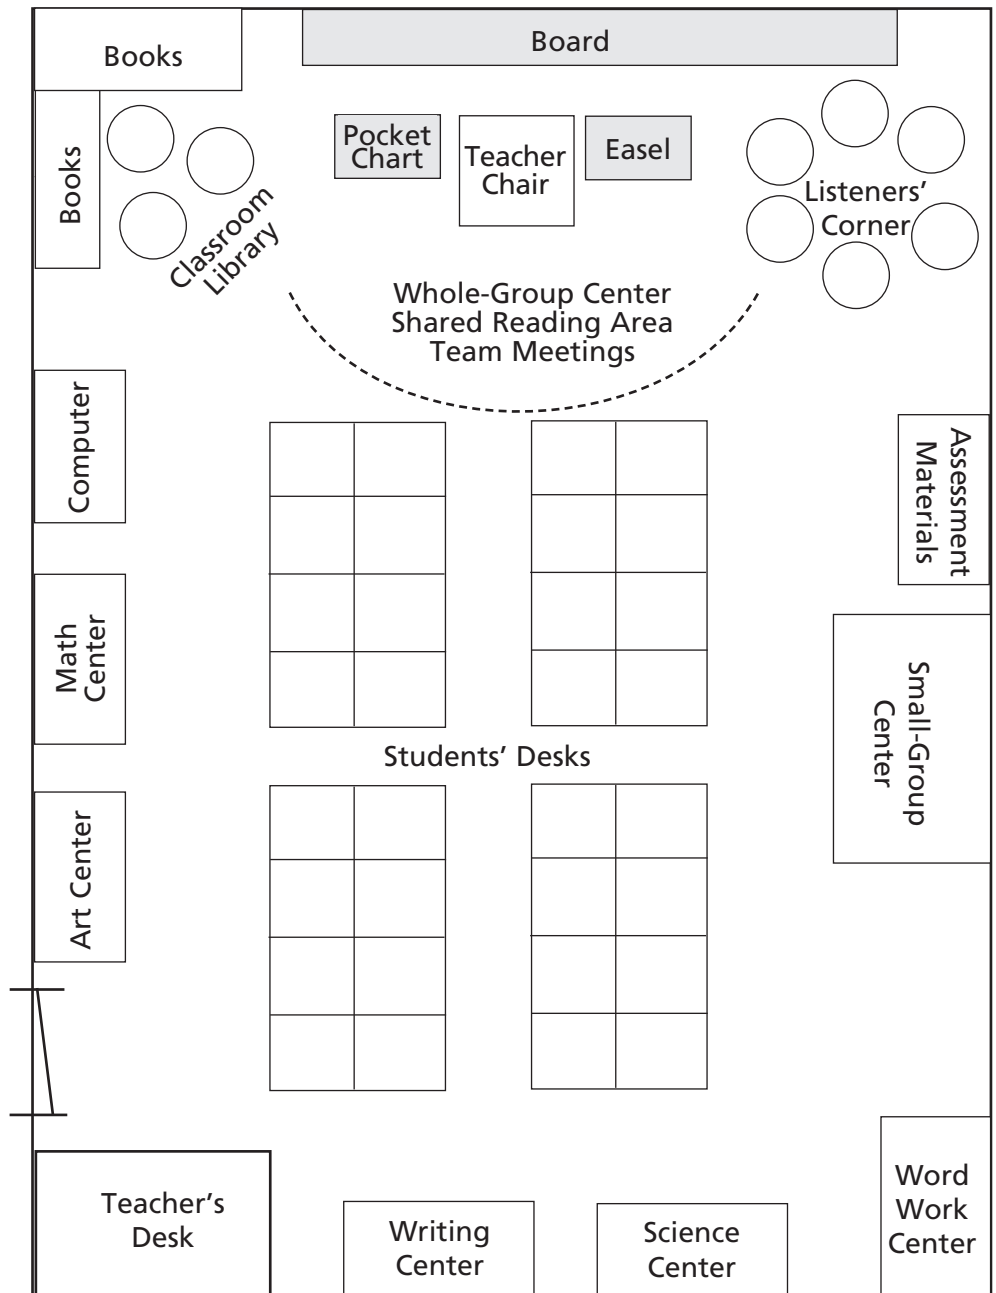 Books
Board
Books
Pocket
Chart
Teacher
Chair
Easel
Listeners’
Corner
Classroom
Library
Whole-Group Center
Shared Reading Area
Team Meetings
Computer
Assessment
Materials
Math
Center
Small-Group
Center
Students’ Desks
Art Center
Teacher’s
Desk
Writing
Center
Science
Center
Word
Work
Center